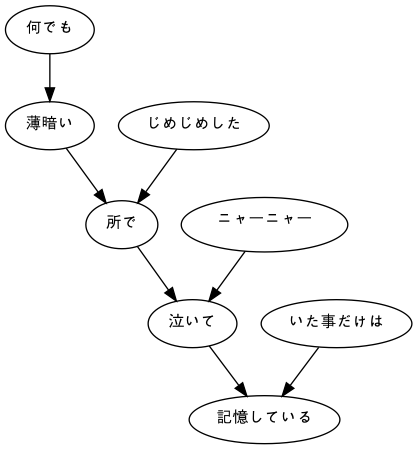 何でも
薄暗い
じめじめした
所で
ニャーニャー
泣いて
いた事だけは
記憶している